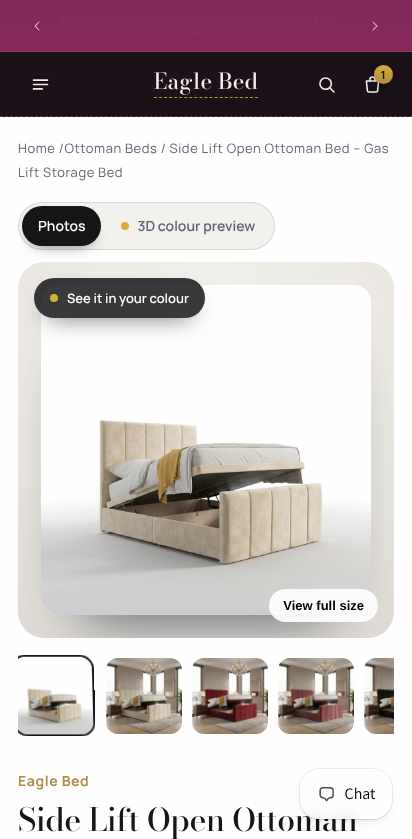 Eagle Bed
1
Home /Ottoman Beds / Side Lift Open Ottoman Bed – Gas
Lift Storage Bed
Photos
3D colour preview
See it in your colour
View full size
Eagle Bed
Chat
Side Lift Open Ottoman